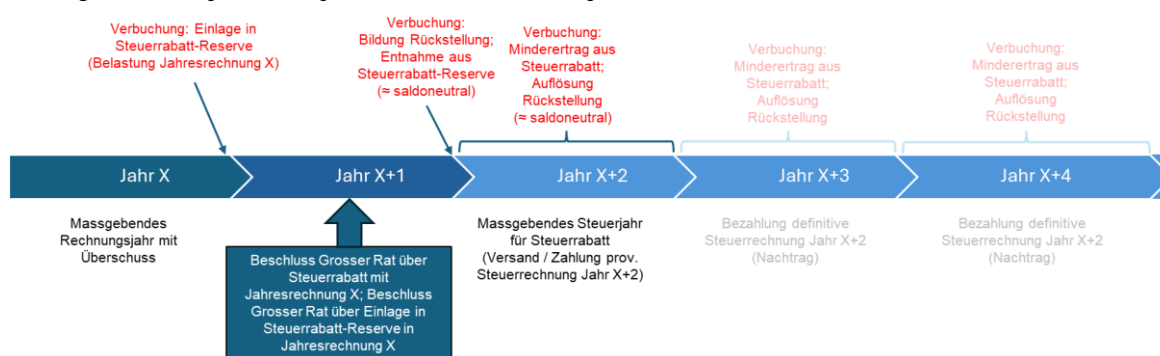 Verbuchung: Einlage in
Steuerrabatt-Reserve
(Belastung Jahresrechnung X)
Verbuchung:
Bildung Rückstellung;
Entnahme aus
Steuerrabatt-Reserve
(≈ saldoneutral)
Verbuchung:
Minderertrag aus
Steuerrabatt;
Auflösung
Rückstellung
(≈ saldoneutral)
Verbuchung:
Minderertrag aus
Steuerrabatt;
Auflösung
Rückstellung
Verbuchung:
Minderertrag aus
Steuerrabatt;
Auflösung
Rückstellung
Jahr X
Jahr X+1
Jahr X+2
Jahr X+3
Jahr X+4
Massgebendes
Rechnungsjahr mit
Überschuss
Beschluss Grosser Rat über
Steuerrabatt mit
Jahresrechnung X; Beschluss
Grosser Rat über Einlage in
Steuerrabatt-Reserve in
Jahresrechnung X
Massgebendes Steuerjahr
für Steuerrabatt
(Versand / Zahlung prov.
Steuerrechnung Jahr X+2)
Bezahlung definitive
Steuerrechnung Jahr X+2
(Nachtrag)
Bezahlung definitive
Steuerrechnung Jahr X+2
(Nachtrag)